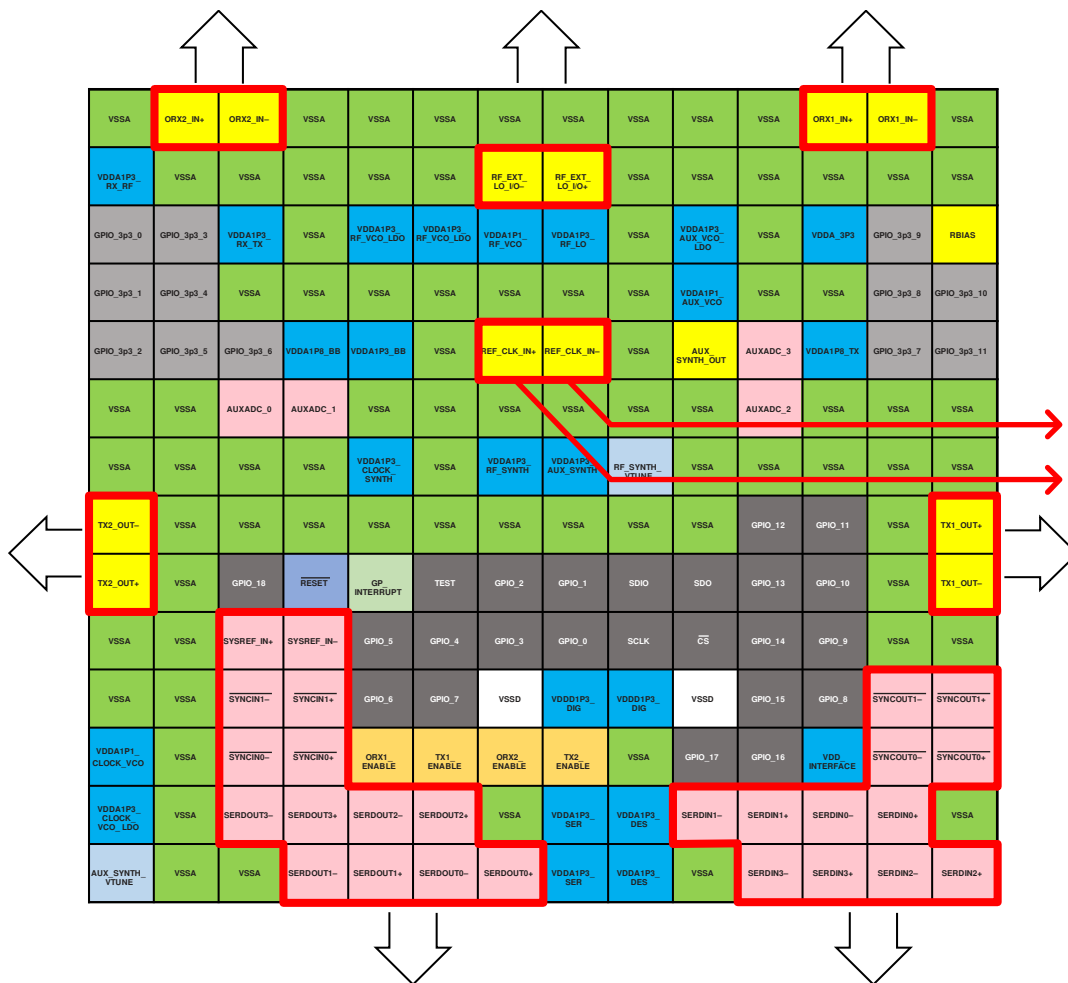 VSSA ORX2_IN+ ORX2_IN− VSSA VSSA VSSA VSSA VSSA VSSA VSSA VSSA ORX1_IN+ ORX1_IN− VSSA
VDDA1P3_ RX_RF VSSA VSSA VSSA VSSA VSSA RF_EXT_ LO_I/O− RF_EXT_ LO_I/O+ VSSA VSSA VSSA VSSA VSSA VSSA
GPIO_3p3_0 GPIO_3p3_3 VDDA1P3_ RX_TX VSSA VDDA1P3_ RF_VCO_LDO VDDA1P3_ RF_VCO_LDO VDDA1P1_ RF_VCO VDDA1P3_ RF_LO VSSA VDDA1P3_ AUX_VCO_ LDO VSSA VDDA_3P3 GPIO_3p3_9 RBIAS
GPIO_3p3_1 GPIO_3p3_4 VSSA VSSA VSSA VSSA VSSA VSSA VSSA VDDA1P1_ AUX_VCO VSSA VSSA GPIO_3p3_8 GPIO_3p3_10
GPIO_3p3_2 GPIO_3p3_5 GPIO_3p3_6 VDDA1P8_BB VDDA1P3_BB VSSA REF_CLK_IN+ REF_CLK_IN− VSSA AUX_ SYNTH_OUT AUXADC_3 VDDA1P8_TX GPIO_3p3_7 GPIO_3p3_11
VSSA VSSA AUXADC_0 AUXADC_1 VSSA VSSA VSSA VSSA VSSA VSSA AUXADC_2 VSSA VSSA VSSA
VSSA VSSA VSSA VSSA VDDA1P3_ CLOCK_ SYNTH VSSA VDDA1P3_ RF_SYNTH VDDA1P3_ AUX_SYNTH RF_SYNTH_ VTUNE VSSA VSSA VSSA VSSA VSSA
TX2_OUT− VSSA VSSA VSSA VSSA VSSA VSSA VSSA VSSA VSSA GPIO_12 GPIO_11 VSSA TX1_OUT+
TX2_OUT+ VSSA GPIO_18 RESET GP_ INTERRUPT TEST GPIO_2 GPIO_1 SDIO SDO GPIO_13 GPIO_10 VSSA TX1_OUT−
VSSA VSSA SYSREF_IN+ SYSREF_IN− GPIO_5 GPIO_4 GPIO_3 GPIO_0 SCLK CS GPIO_14 GPIO_9 VSSA VSSA
VSSA VSSA SYNCIN1− SYNCIN1+ GPIO_6 GPIO_7 VSSD VDDD1P3_ DIG VDDD1P3_ DIG VSSD GPIO_15 GPIO_8 SYNCOUT1− SYNCOUT1+
VDDA1P1_ CLOCK_VCO VSSA SYNCIN0− SYNCIN0+ ORX1_ ENABLE TX1_ ENABLE ORX2_ ENABLE TX2_ ENABLE VSSA GPIO_17 GPIO_16 VDD_ INTERFACE SYNCOUT0− SYNCOUT0+
VDDA1P3_ CLOCK_ VCO_LDO VSSA SERDOUT3− SERDOUT3+ SERDOUT2− SERDOUT2+ VSSA VDDA1P3_ SER VDDA1P3_ DES SERDIN1− SERDIN1+ SERDIN0− SERDIN0+ VSSA
AUX_SYNTH_ VTUNE VSSA VSSA SERDOUT1− SERDOUT1+ SERDOUT0− SERDOUT0+ VDDA1P3_ SER VDDA1P3_ DES VSSA SERDIN3− SERDIN3+ SERDIN2− SERDIN2+